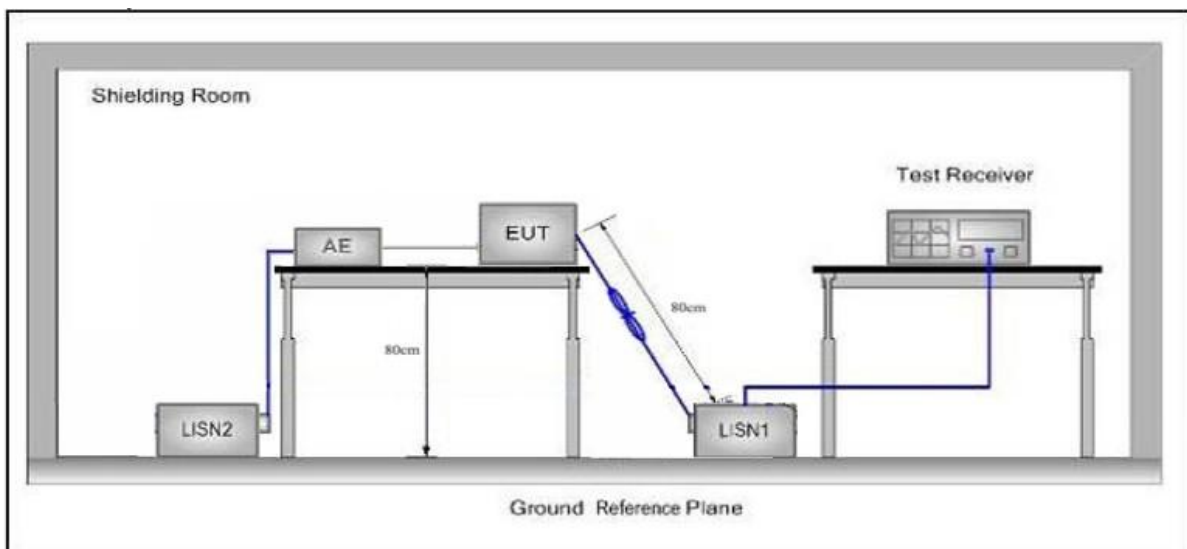 Shielding Room
Test Receiver
AE
EUT
80cm
80cm
LISN2
LISN1
Ground Reference Plane